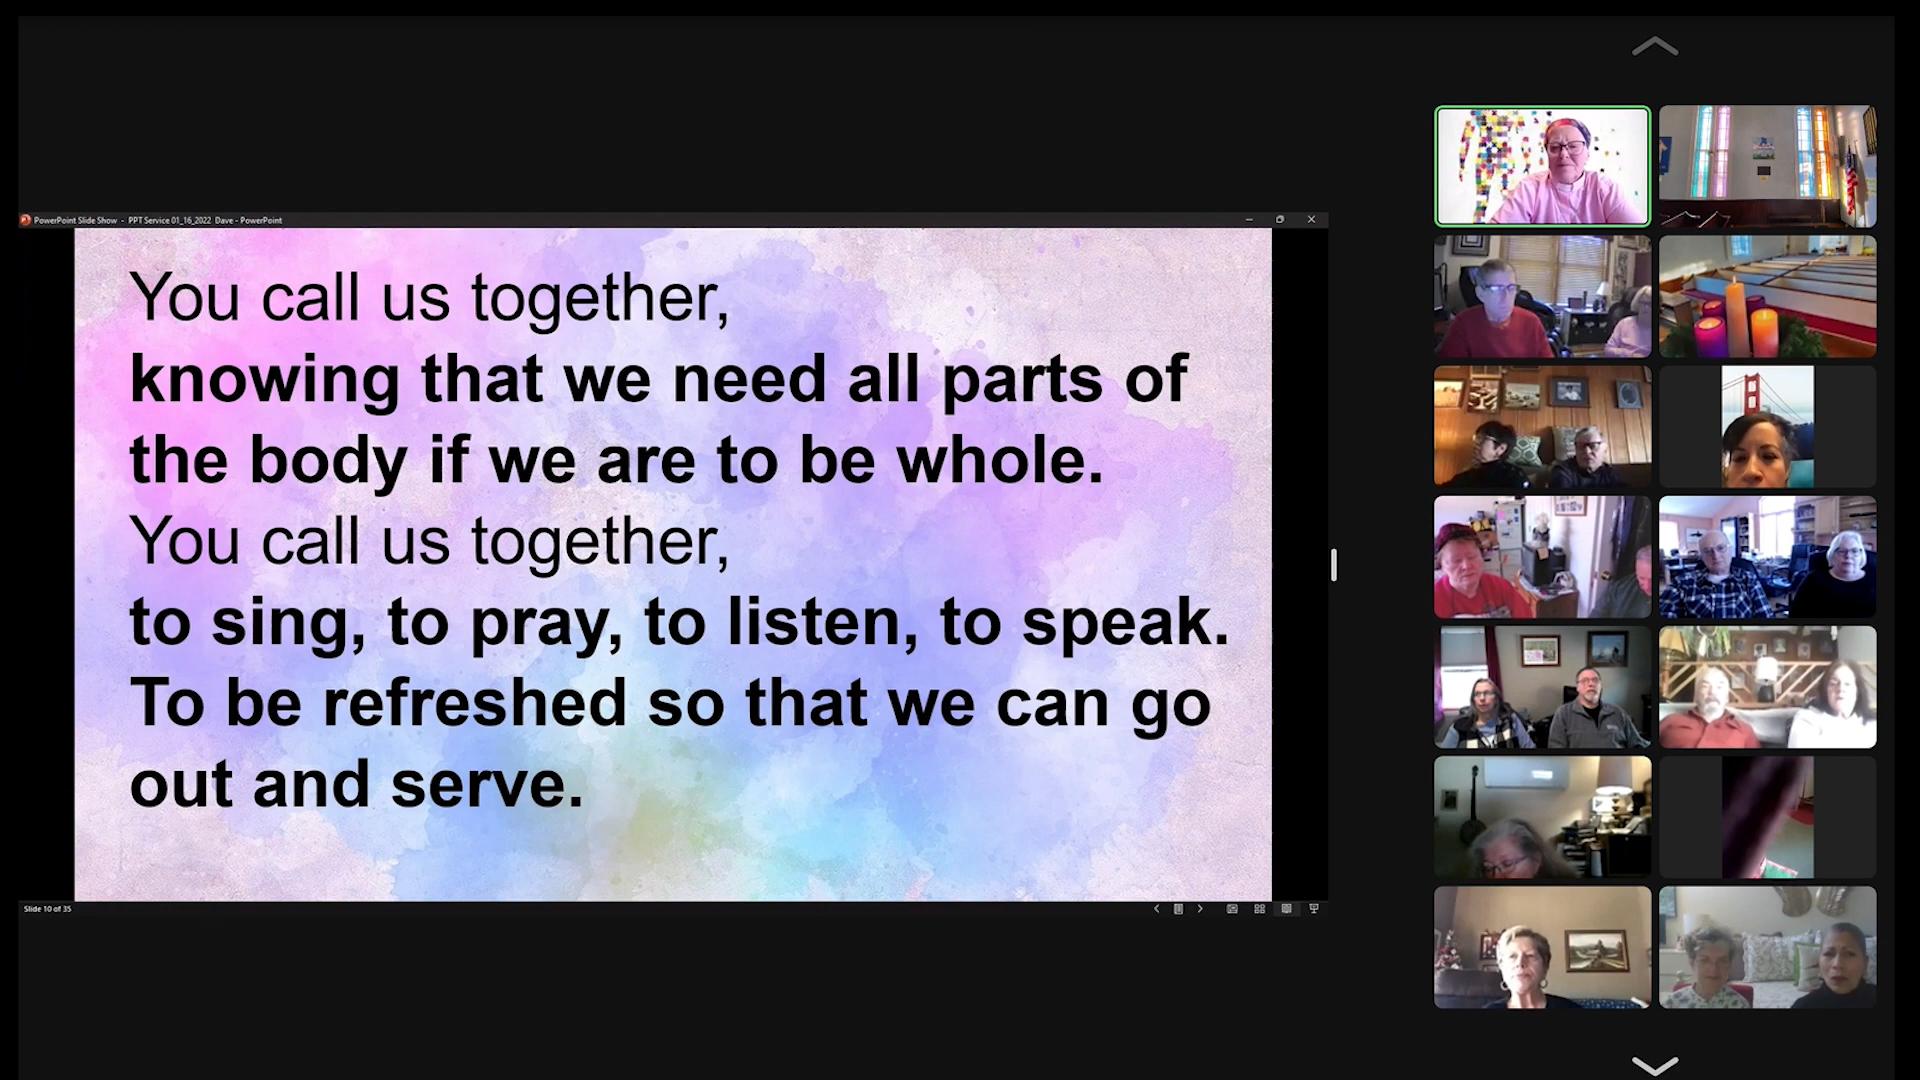 PowerPoint Slide Show - PPT Service 01_16_2022 Dave - PowerPoint
You call us together,
knowing that we need all parts of
the body if we are to be whole.
You call us together,
to sing, to pray, to listen, to speak.
To be refreshed so that we can go
out and serve.
Slide 10 of 35